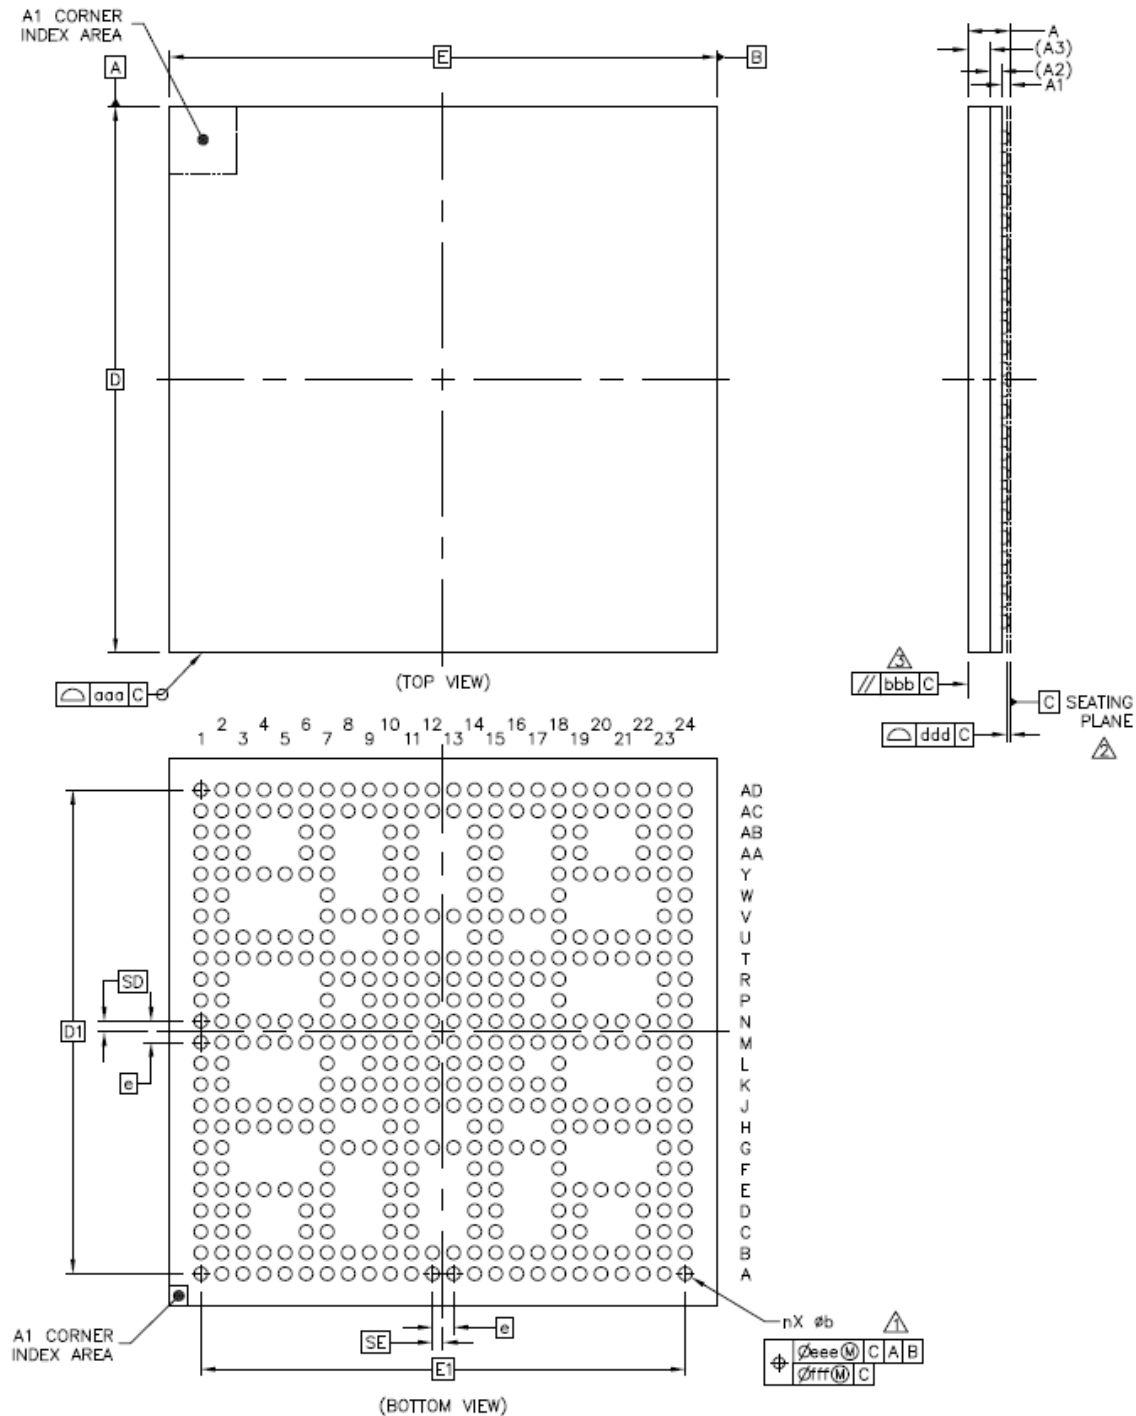 A1 CORNER
INDEX AREA
A
E
B
D
A
(A3)
(A2)
A1
aaa C
(TOP VIEW)
3
// bbb C
C SEATING
PLANE
ddd C
2
2 4 6 8 10 12 14 16 18 20 22 24
1 3 5 7 9 11 13 15 17 19 21 23
AD
AC
AB
AA
Y
W
V
U
T
R
P
N
M
L
K
J
H
G
F
E
D
C
B
A
SD
D1
e
A1 CORNER
INDEX AREA
e
SE
E1
(BOTTOM VIEW)
nX øb
1
⌖ Øeee Ⓜ C A B
Øfff Ⓜ C